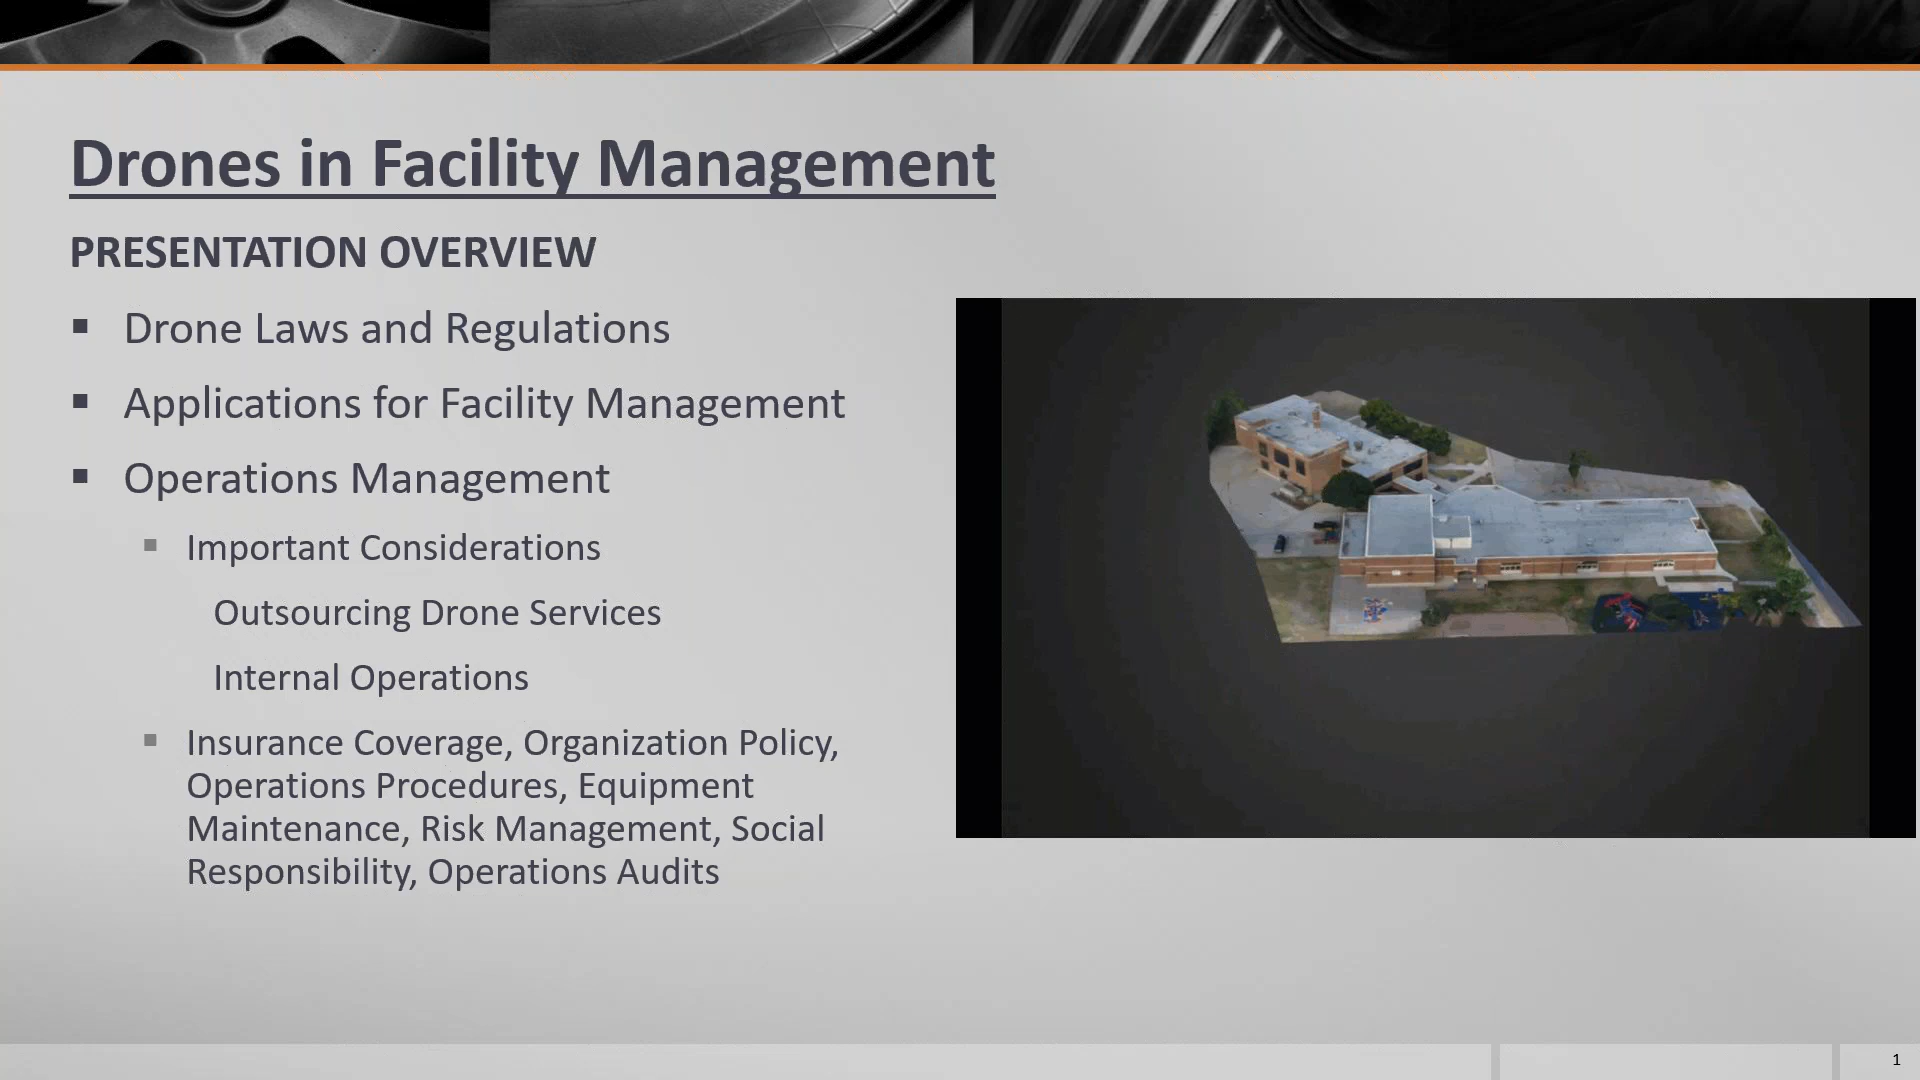 Drones in Facility Management
PRESENTATION OVERVIEW
▪ Drone Laws and Regulations
▪ Applications for Facility Management
▪ Operations Management
▪ Important Considerations
Outsourcing Drone Services
Internal Operations
▪ Insurance Coverage, Organization Policy,
Operations Procedures, Equipment
Maintenance, Risk Management, Social
Responsibility, Operations Audits
1